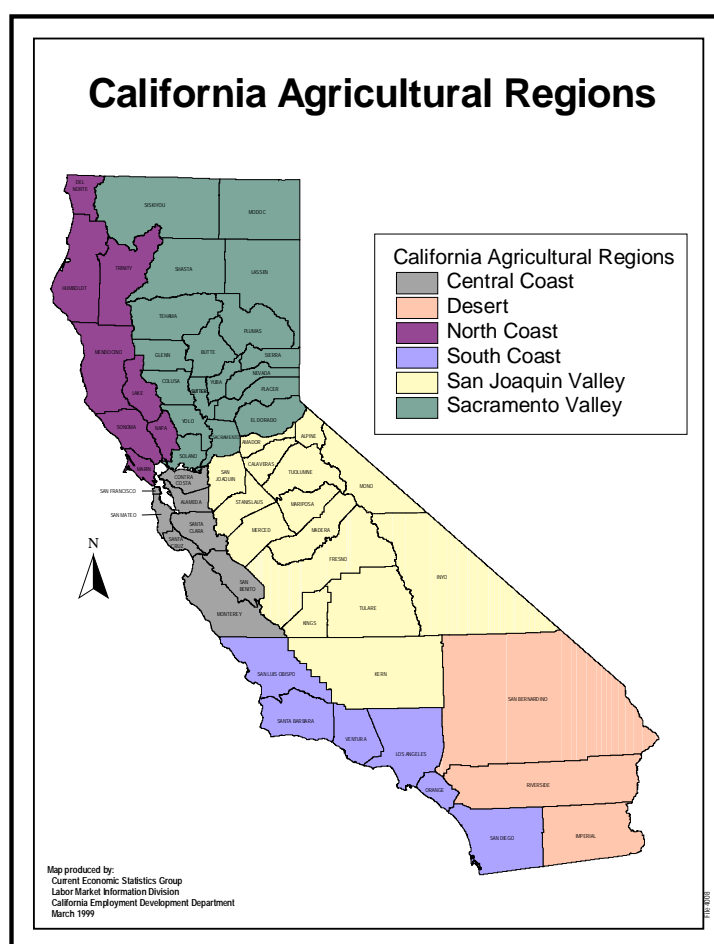 California Agricultural Regions
DEL
NORTE
SISKIYOU
MODOC
HUMBOLDT
TRINITY
SHASTA
LASSEN
TEHAMA
PLUMAS
MENDOCINO
GLENN
BUTTE
SIERRA
NEVADA
COLUSA
SUTTER
YUBA
PLACER
LAKE
YOLO
EL DORADO
SONOMA
NAPA
SACRAMENTO
AMADOR
ALPINE
SOLANO
MARIN
CALAVERAS
SAN
JOAQUIN
TUOLUMNE
CONTRA
COSTA
MONO
SAN FRANCISCO
ALAMEDA
STANISLAUS
MARIPOSA
SAN MATEO
SANTA
CLARA
MERCED
MADERA
SANTA
CRUZ
FRESNO
SAN
BENITO
INYO
MONTEREY
KINGS
TULARE
SAN LUIS OBISPO
KERN
SAN BERNARDINO
SANTA BARBARA
VENTURA
LOS ANGELES
ORANGE
RIVERSIDE
SAN DIEGO
IMPERIAL
California Agricultural Regions
Central Coast
Desert
North Coast
South Coast
San Joaquin Valley
Sacramento Valley
N
Map produced by:
Current Economic Statistics Group
Labor Market Information Division
California Employment Development Department
March 1999
File 4008